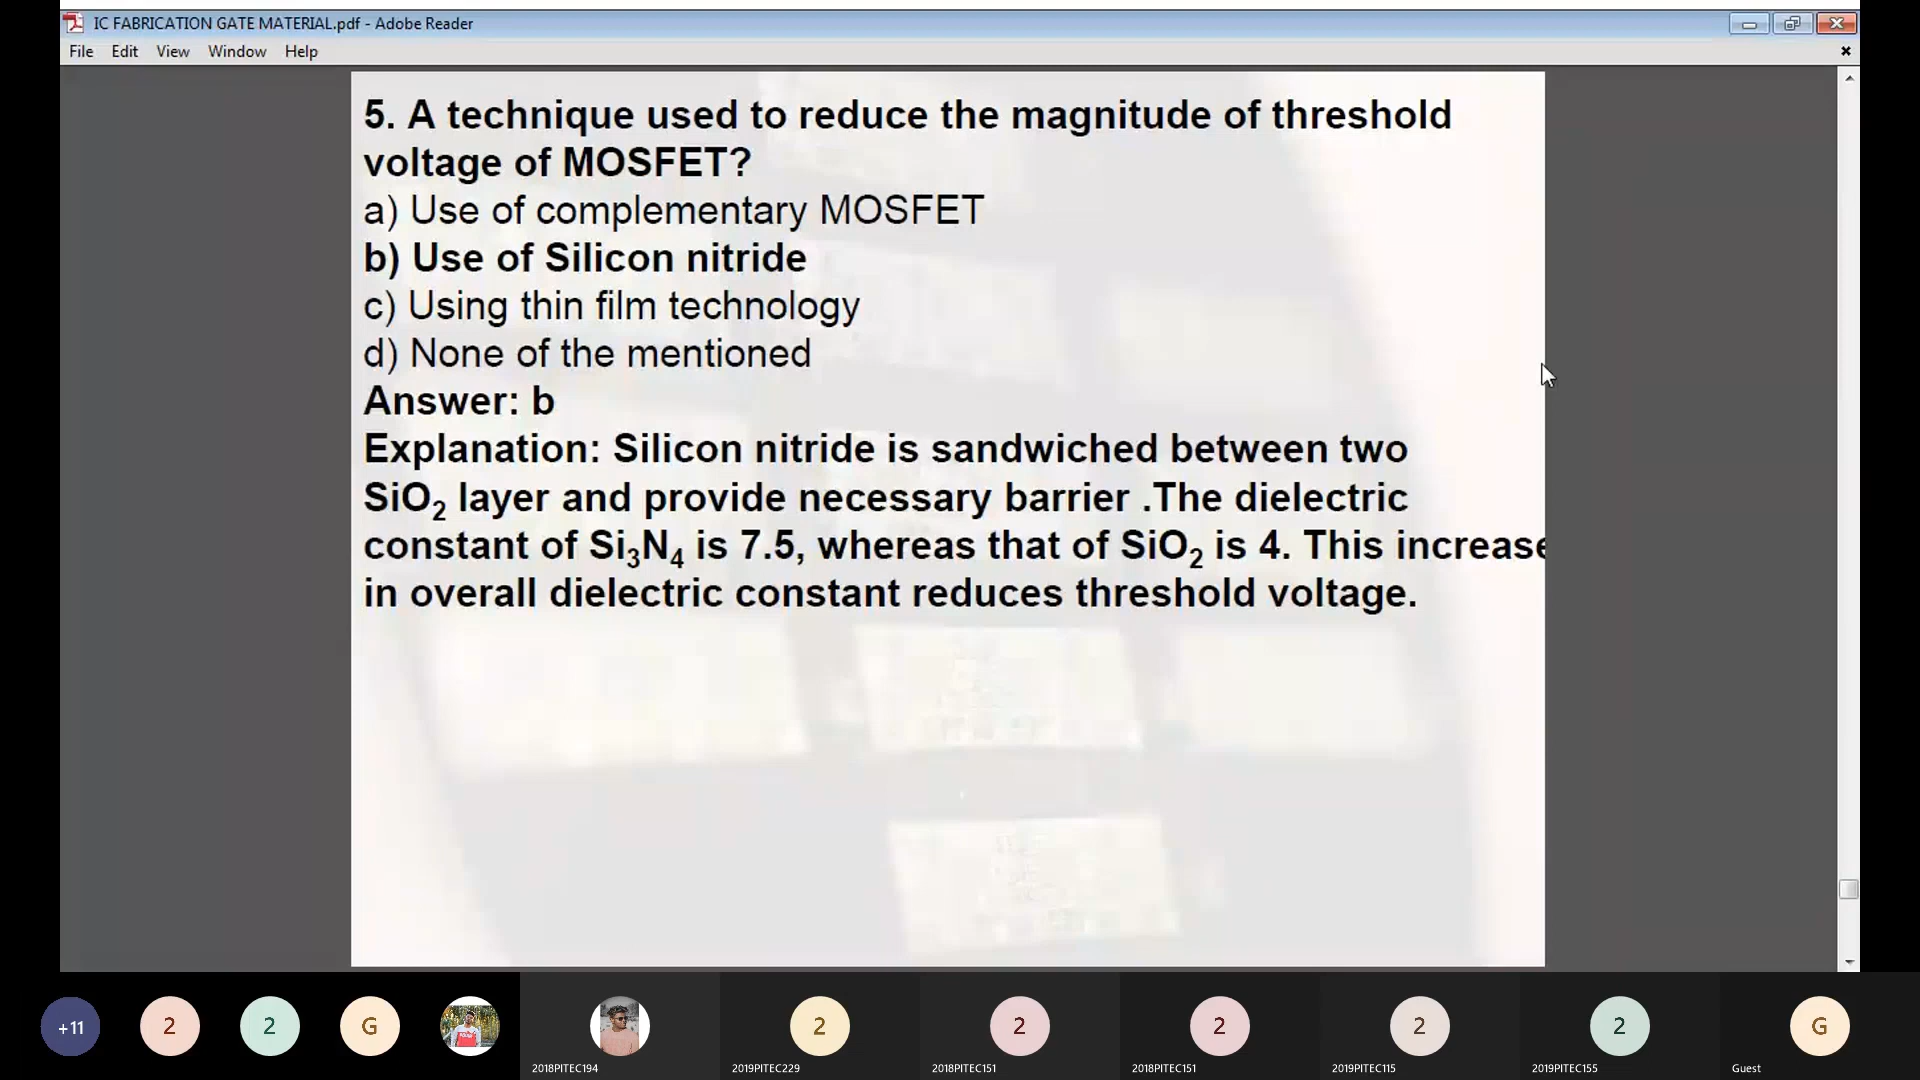 IC FABRICATION GATE MATERIAL.pdf - Adobe Reader
File Edit View Window Help
5. A technique used to reduce the magnitude of threshold
voltage of MOSFET?
a) Use of complementary MOSFET
b) Use of Silicon nitride
c) Using thin film technology
d) None of the mentioned
Answer: b
Explanation: Silicon nitride is sandwiched between two
SiO₂ layer and provide necessary barrier .The dielectric
constant of Si₃N₄ is 7.5, whereas that of SiO₂ is 4. This increase
in overall dielectric constant reduces threshold voltage.
+11 2 2 G 2 2 2 2 2 G
2018PITEC194 2019PITEC229 2018PITEC151 2018PITEC151 2019PITEC115 2019PITEC155 Guest